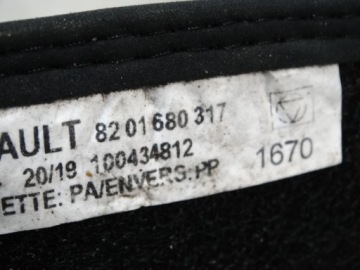 AULT 82 01 680 317
20/19 100434812 1670
ETTE: PA/ENVERS: PP